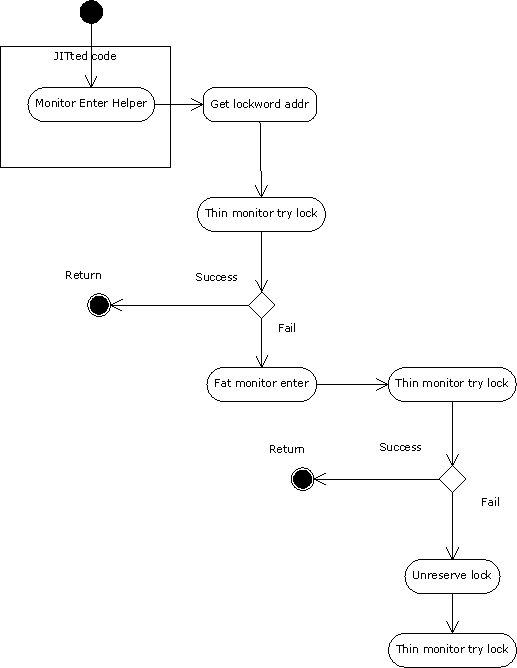 JITted code
Monitor Enter Helper
Get lockword addr
Thin monitor try lock
Return
Success
Fail
Fat monitor enter
Thin monitor try lock
Return
Success
Fail
Unreserve lock
Thin monitor try lock